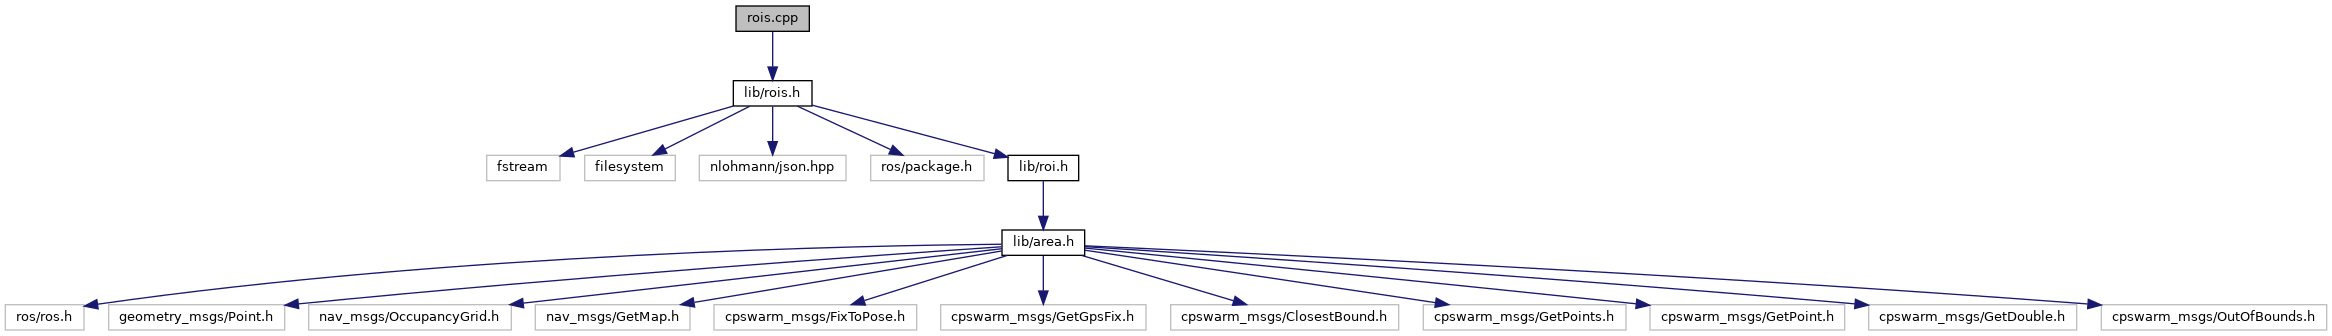 rois.cpp
lib/rois.h
fstream
filesystem
nlohmann/json.hpp
ros/package.h
lib/roi.h
lib/area.h
ros/ros.h
geometry_msgs/Point.h
nav_msgs/OccupancyGrid.h
nav_msgs/GetMap.h
cpswarm_msgs/FixToPose.h
cpswarm_msgs/GetGpsFix.h
cpswarm_msgs/ClosestBound.h
cpswarm_msgs/GetPoints.h
cpswarm_msgs/GetPoint.h
cpswarm_msgs/GetDouble.h
cpswarm_msgs/OutOfBounds.h